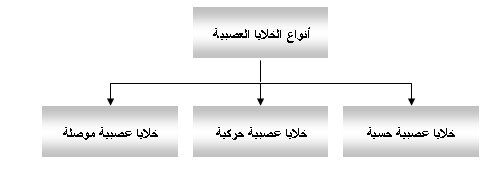 أنواع الخلايا العصبية
خلايا عصبية حسية
خلايا عصبية حركية
خلايا عصبية موصلة